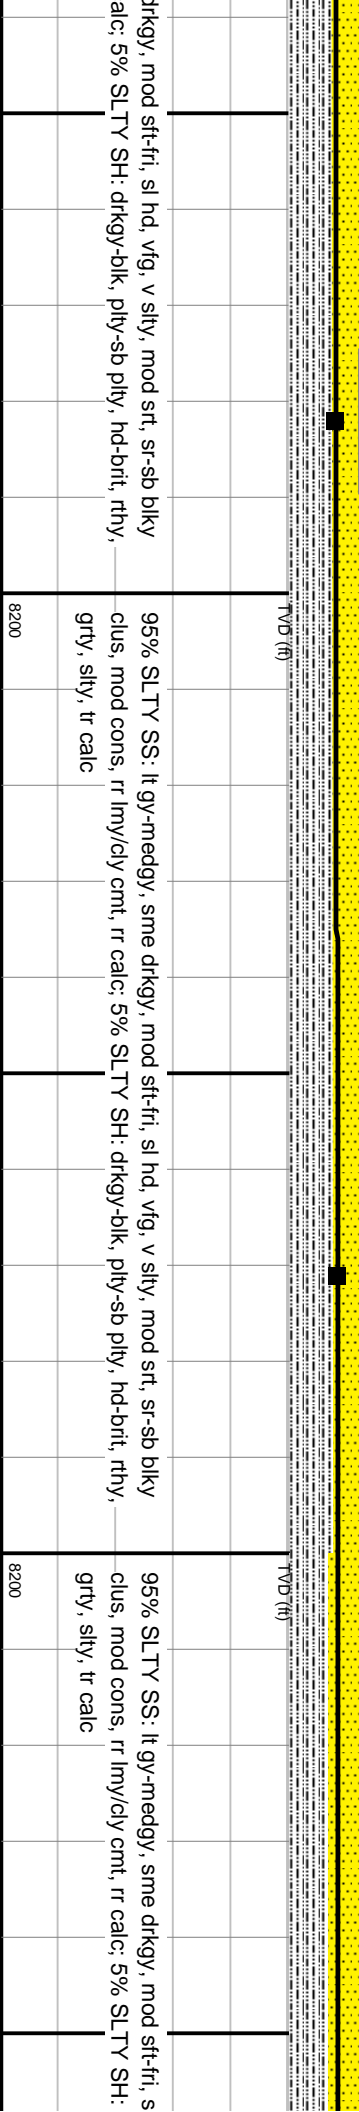 drkgy, mod sft-fri, sl hd, vfg, v slty, mod srt, sr-sb blky
alc; 5% SLTY SH: drkgy-blk, plty-sb plty, hd-brit, rthy,
TVD (ft)
8200
95% SLTY SS: lt gy-medgy, sme drkgy, mod sft-fri, sl hd, vfg, v slty, mod srt, sr-sb blky
clus, mod cons, rr lmy/cly cmt, rr calc; 5% SLTY SH: drkgy-blk, plty-sb plty, hd-brit, rthy,
grty, slty, tr calc
TVD (ft)
8200
95% SLTY SS: lt gy-medgy, sme drkgy, mod sft-fri, s
clus, mod cons, rr lmy/cly cmt, rr calc; 5% SLTY SH:
grty, slty, tr calc